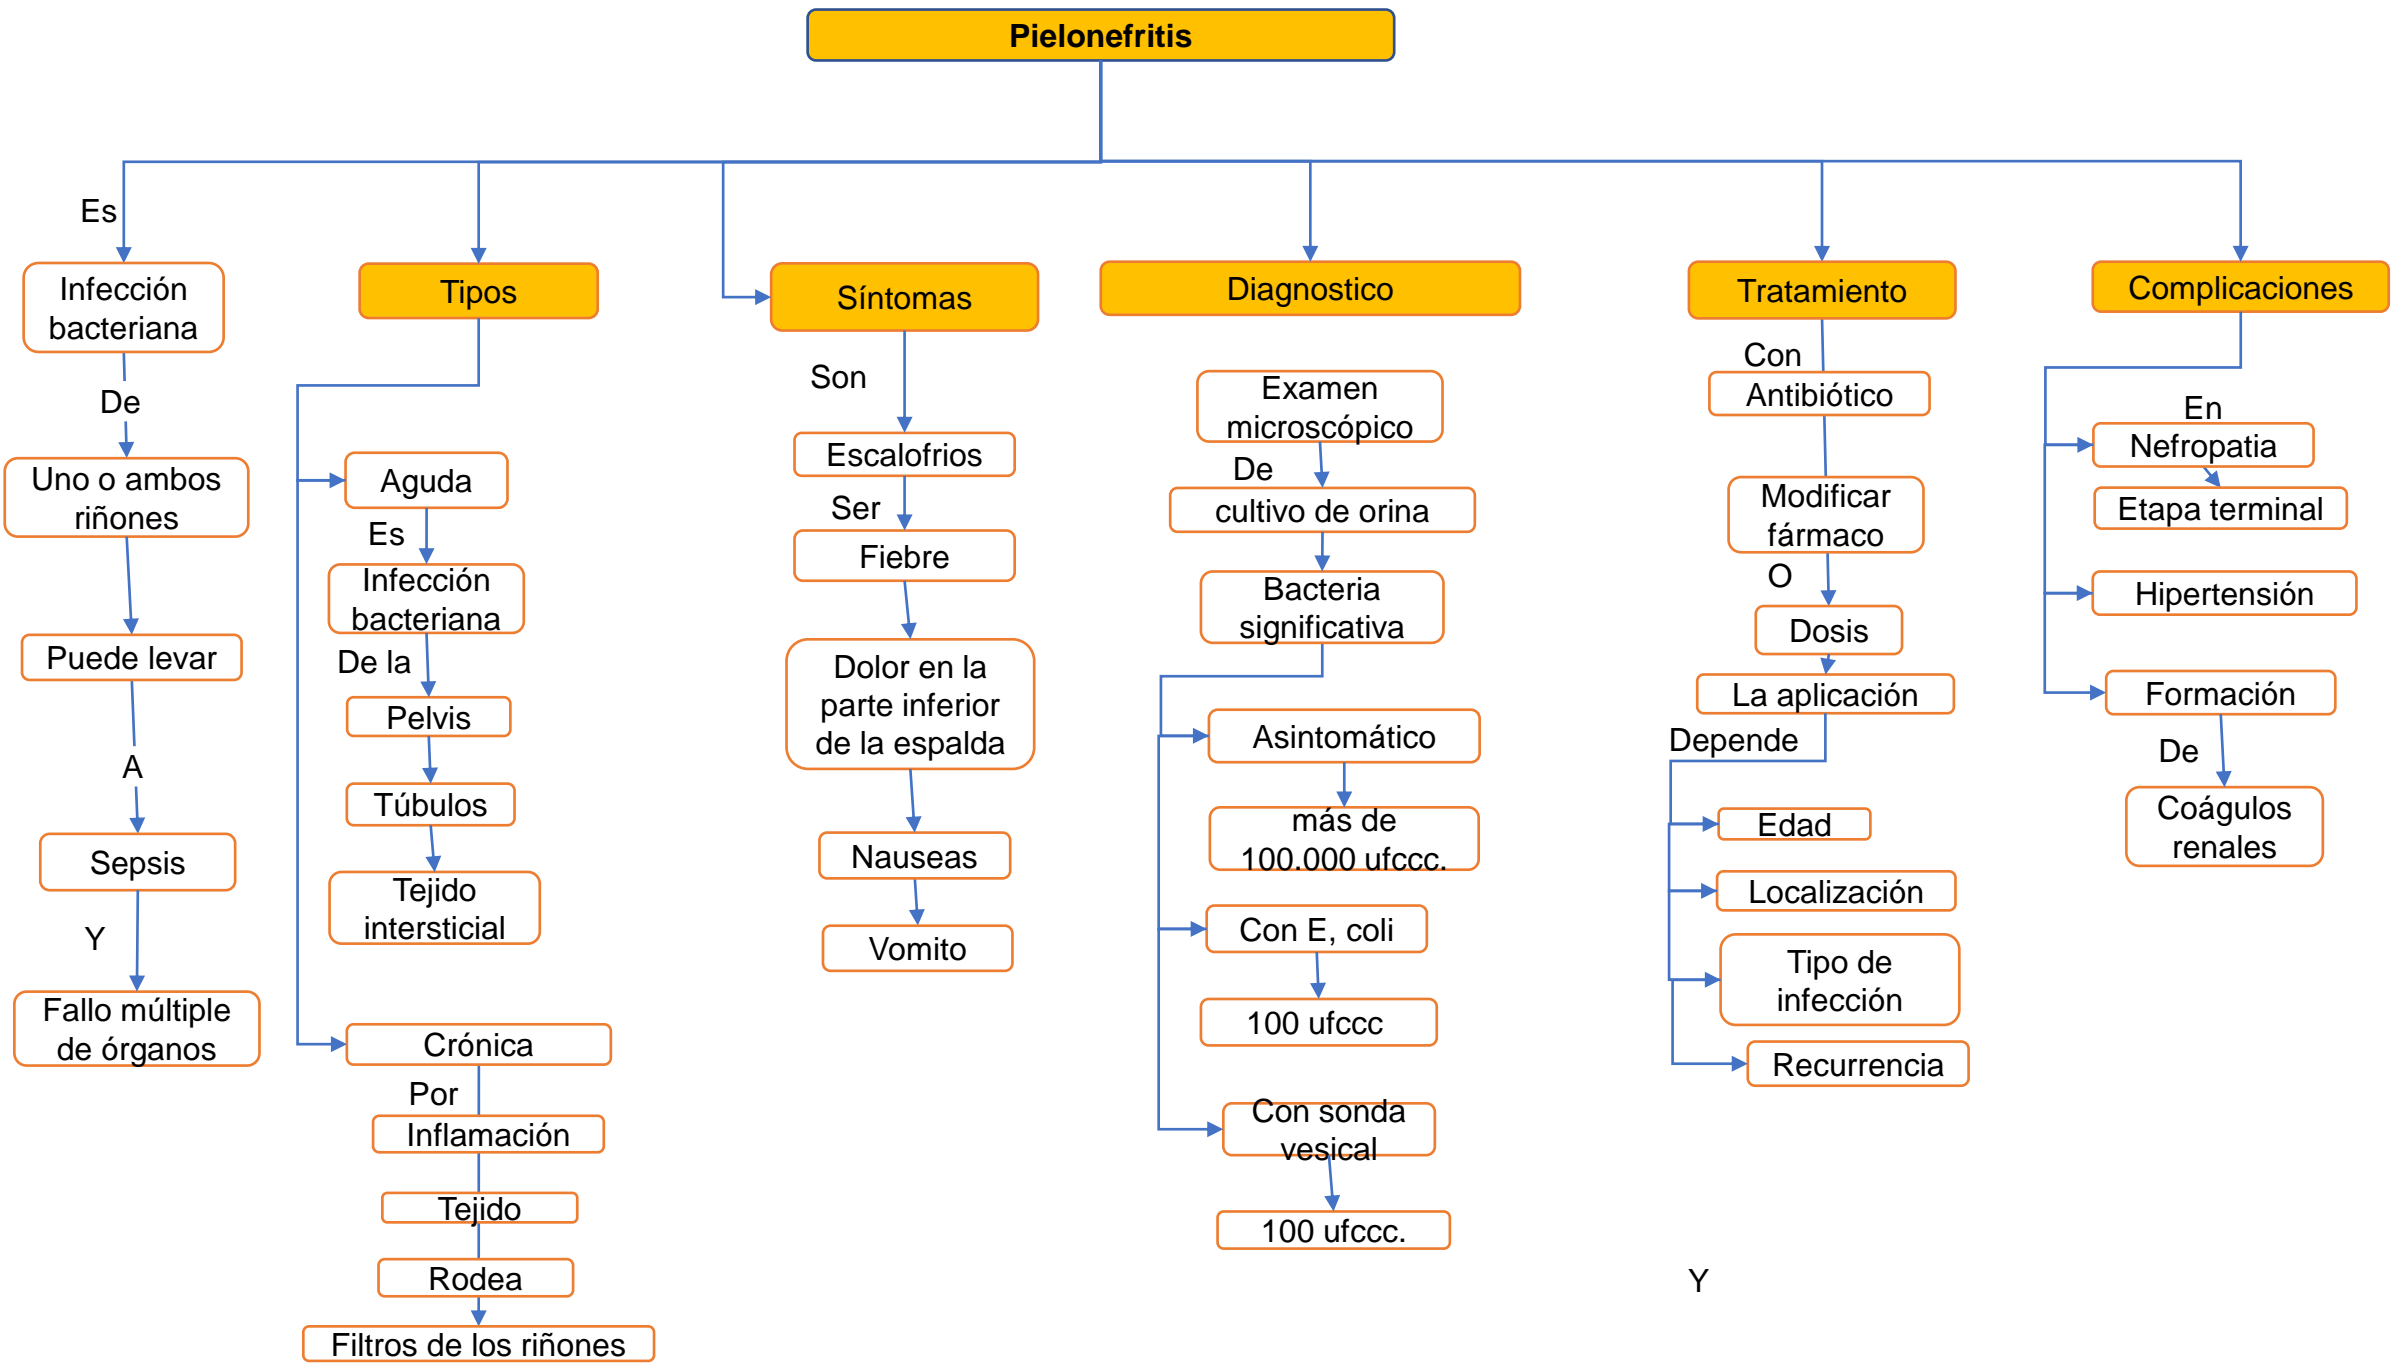 Pielonefritis
Es
Infección
bacteriana
De
Uno o ambos
riñones
Puede levar
A
Sepsis
Y
Fallo múltiple
de órganos
Tipos
Aguda
Es
Infección
bacteriana
De la
Pelvis
Túbulos
Tejido
intersticial
Crónica
Por
Inflamación
Tejido
Rodea
Filtros de los riñones
Síntomas
Son
Escalofrios
Ser
Fiebre
Dolor en la
parte inferior
de la espalda
Nauseas
Vomito
Diagnostico
Examen
microscópico
De
cultivo de orina
Bacteria
significativa
Asintomático
más de
100.000 ufccc.
Con E, coli
100 ufccc
Con sonda
vesical
100 ufccc.
Tratamiento
Con
Antibiótico
Modificar
fármaco
O
Dosis
La aplicación
Depende
Edad
Localización
Tipo de
infección
Recurrencia
Y
Complicaciones
En
Nefropatia
Etapa terminal
Hipertensión
Formación
De
Coágulos
renales